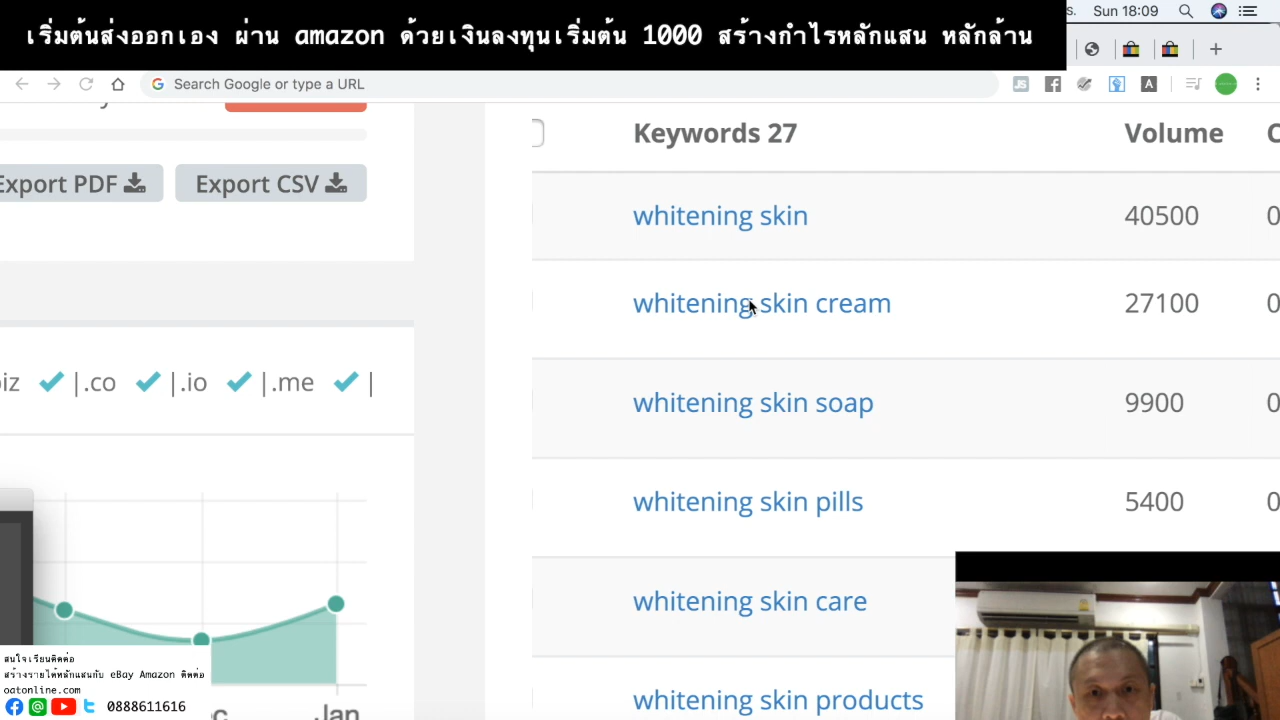 เริ่มต้นส่งออกเอง ผ่าน amazon ด้วยเงินลงทุนเริ่มต้น 1000 สร้างกำไรหลักแสน หลักล้าน
Sun 18:09
Search Google or type a URL
Export PDF
Export CSV
Keywords 27 Volume
whitening skin 40500
whitening skin cream 27100
whitening skin soap 9900
whitening skin pills 5400
whitening skin care
whitening skin products
|.co |.io |.me |
Jan
สนใจเรียนติดต่อ
สร้างรายได้หลักแสนกับ eBay Amazon ติดต่อ
oatonline.com
0888611616